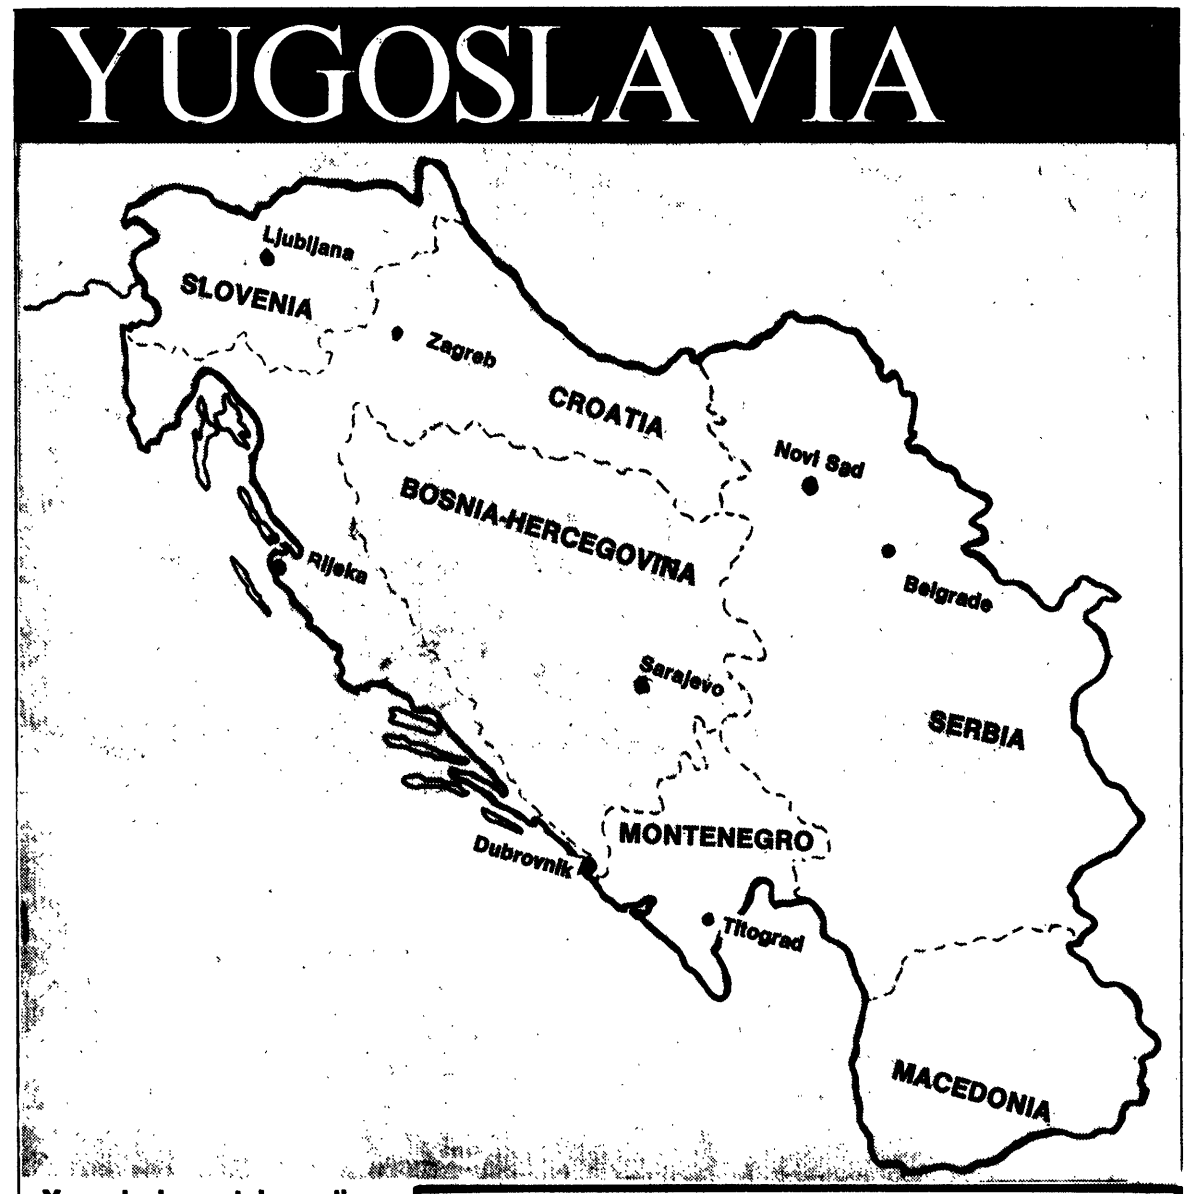 YUGOSLAVIA
Ljubljana
SLOVENIA
Zagreb
CROATIA
Novi Sad
BOSNIA-HERCEGOVINA
Rijeka
Belgrade
Sarajevo
SERBIA
MONTENEGRO
Dubrovnik
Titograd
MACEDONIA